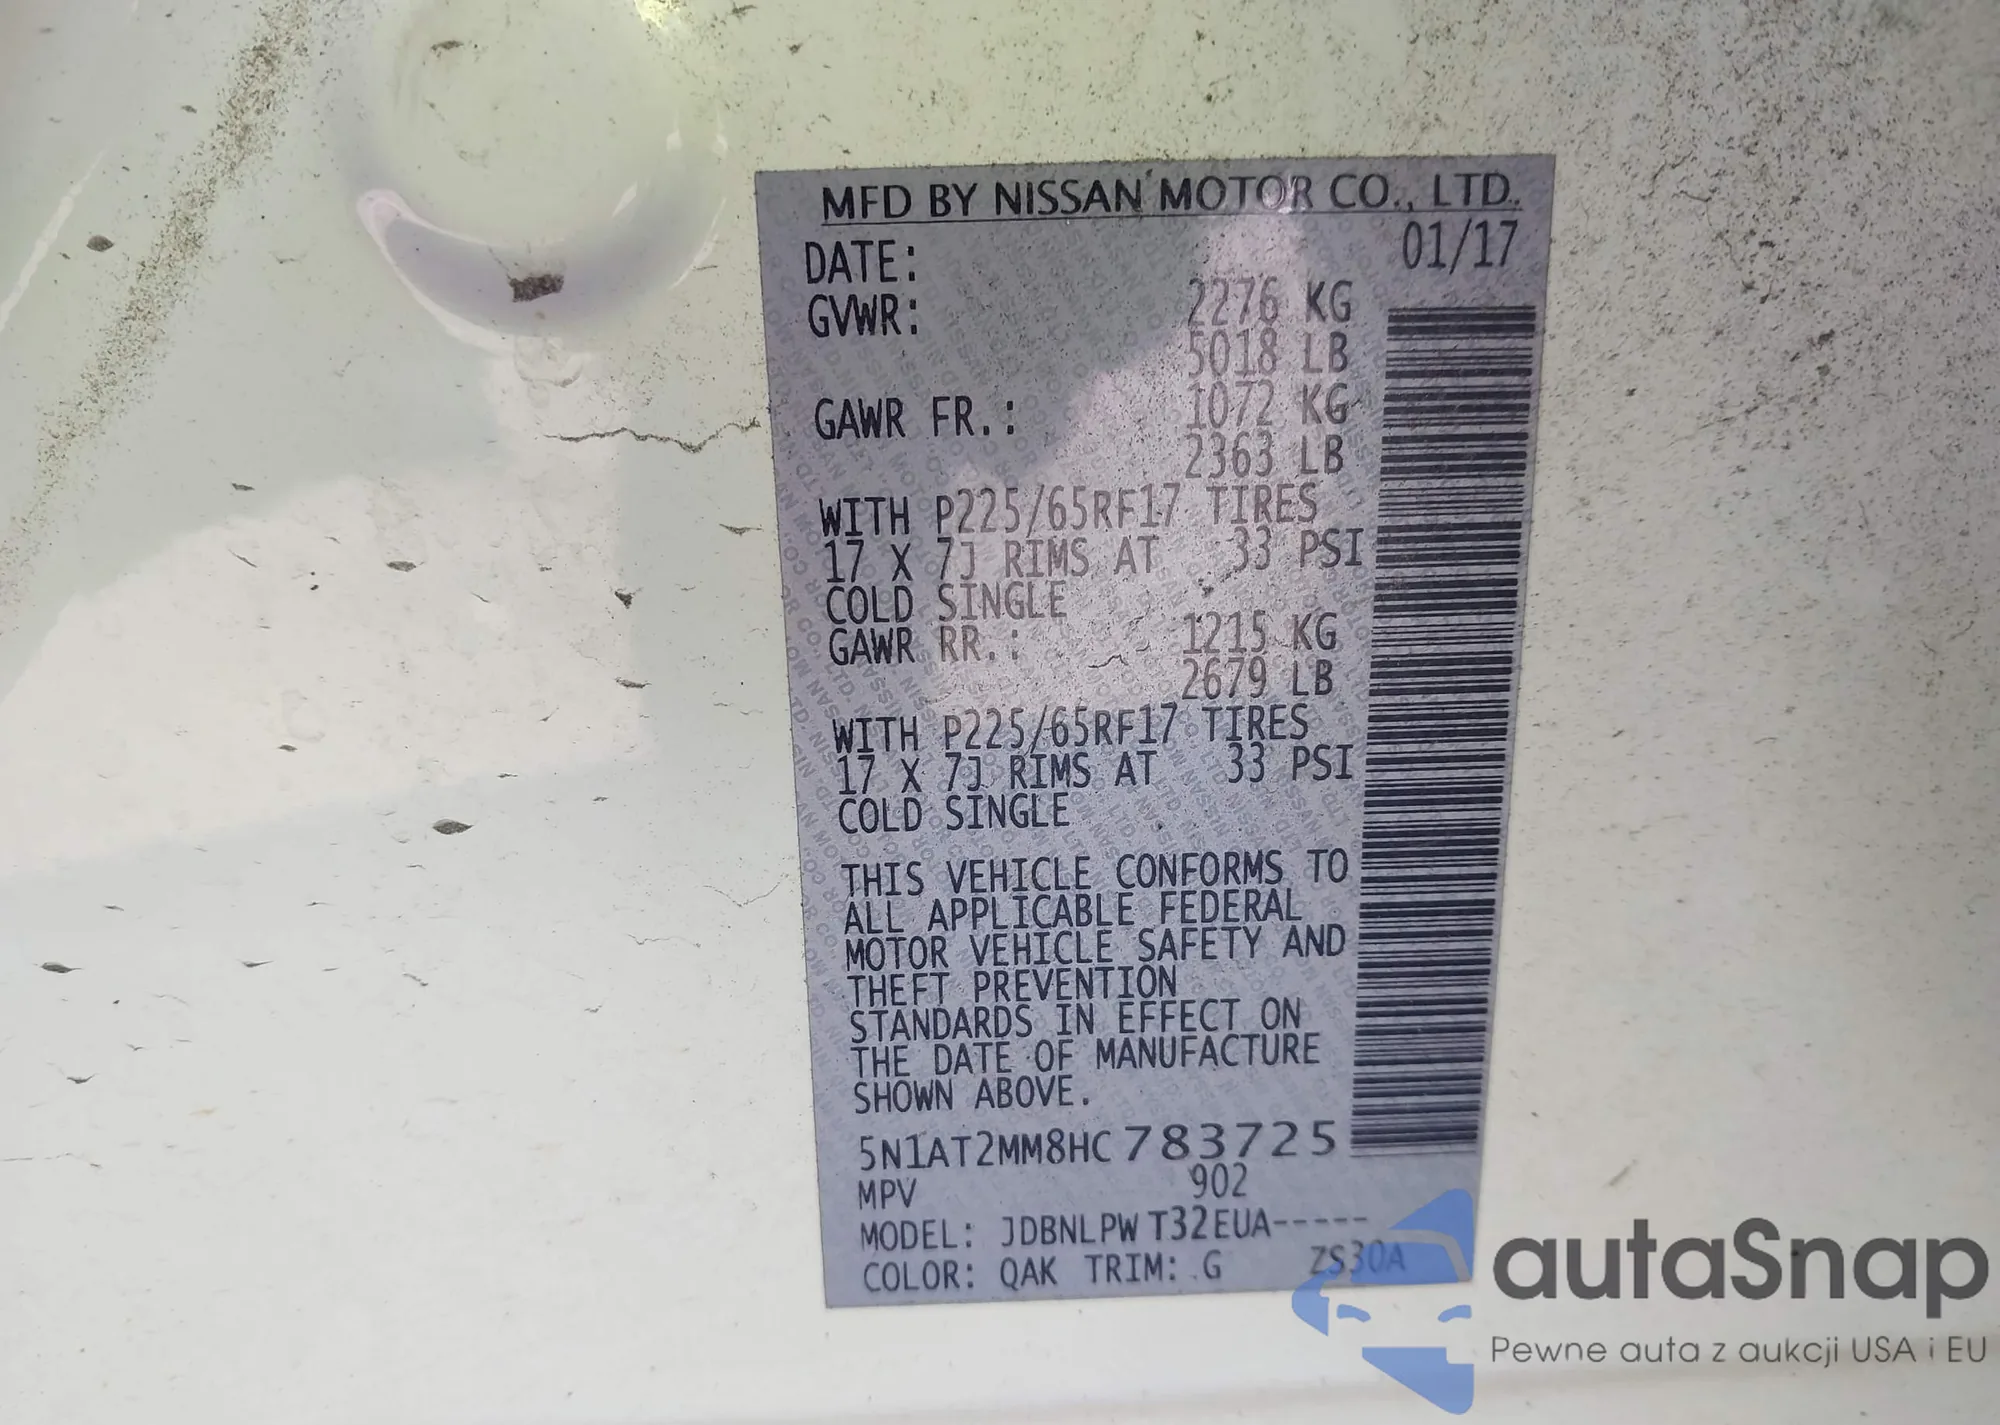 MFD BY NISSAN MOTOR CO., LTD.
DATE: 01/17
GVWR: 2276 KG
5018 LB
GAWR FR.: 1072 KG
2363 LB
WITH P225/65RF17 TIRES
17 X 7J RIMS AT 33 PSI
COLD SINGLE
GAWR RR.: 1215 KG
2679 LB
WITH P225/65RF17 TIRES
17 X 7J RIMS AT 33 PSI
COLD SINGLE
THIS VEHICLE CONFORMS TO
ALL APPLICABLE FEDERAL
MOTOR VEHICLE SAFETY AND
THEFT PREVENTION
STANDARDS IN EFFECT ON
THE DATE OF MANUFACTURE
SHOWN ABOVE.
5N1AT2MM8HC783725
MPV 902
MODEL: JDBNLPW T32EUA-----
COLOR: QAK TRIM: G ZS30A
autaSnap
Pewne auta z aukcji USA i EU